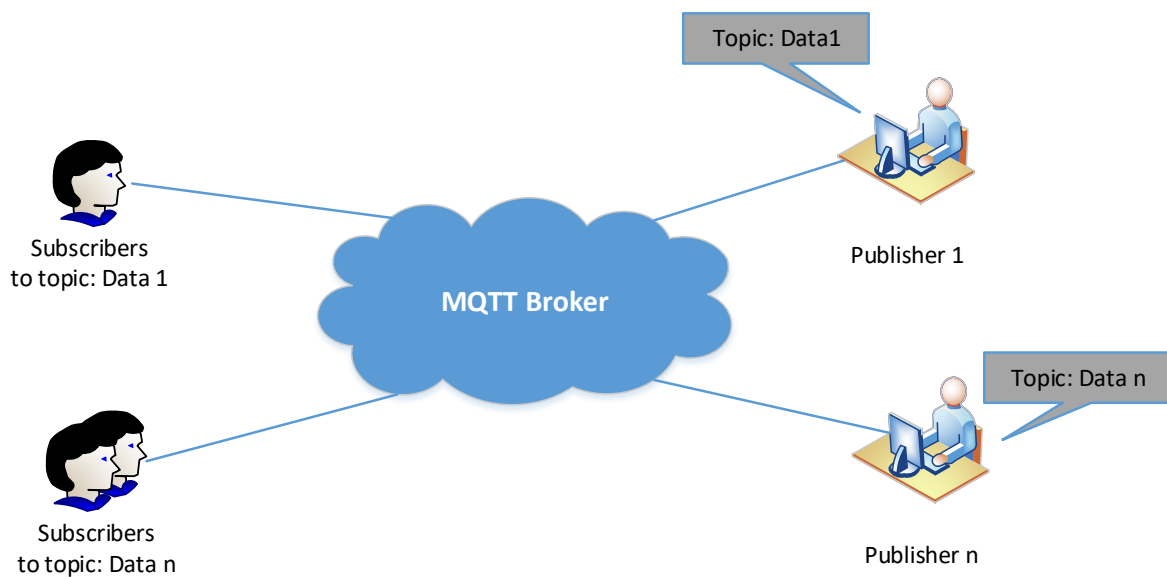 Topic: Data1
Subscribers
to topic: Data 1
Publisher 1
MQTT Broker
Topic: Data n
Subscribers
to topic: Data n
Publisher n